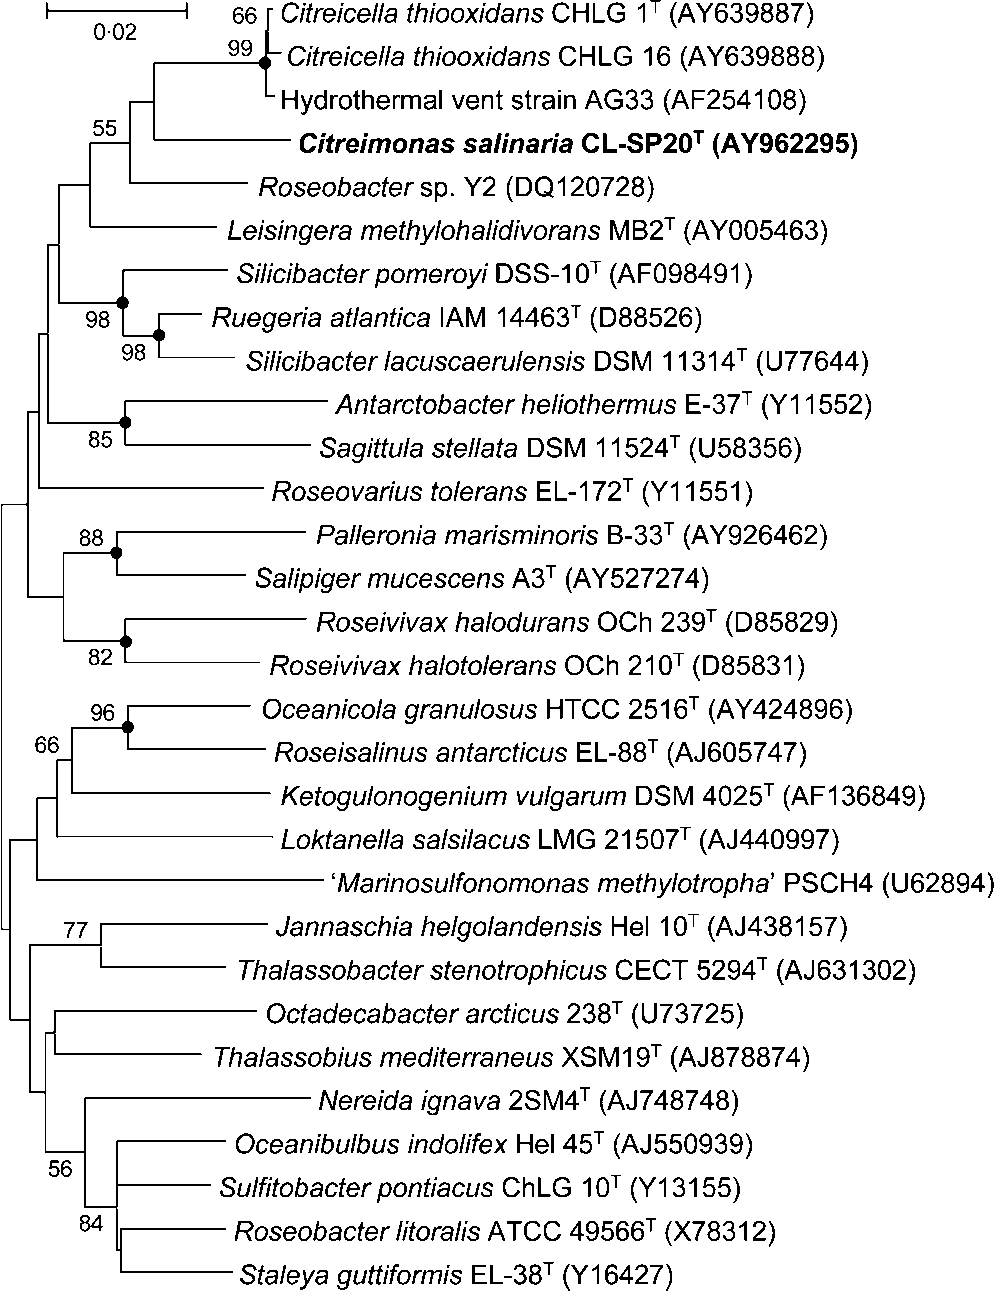 66 Citreicella thiooxidans CHLG 1ᵀ (AY639887)
0·02
99 Citreicella thiooxidans CHLG 16 (AY639888)
Hydrothermal vent strain AG33 (AF254108)
55 Citreimonas salinaria CL-SP20ᵀ (AY962295)
Roseobacter sp. Y2 (DQ120728)
Leisingera methylohalidivorans MB2ᵀ (AY005463)
Silicibacter pomeroyi DSS-10ᵀ (AF098491)
98 Ruegeria atlantica IAM 14463ᵀ (D88526)
98 Silicibacter lacuscaerulensis DSM 11314ᵀ (U77644)
Antarctobacter heliothermus E-37ᵀ (Y11552)
85 Sagittula stellata DSM 11524ᵀ (U58356)
Roseovarius tolerans EL-172ᵀ (Y11551)
88 Palleronia marisminoris B-33ᵀ (AY926462)
Salipiger mucescens A3ᵀ (AY527274)
Roseivivax halodurans OCh 239ᵀ (D85829)
82 Roseivivax halotolerans OCh 210ᵀ (D85831)
96 Oceanicola granulosus HTCC 2516ᵀ (AY424896)
66 Roseisalinus antarcticus EL-88ᵀ (AJ605747)
Ketogulonogenium vulgarum DSM 4025ᵀ (AF136849)
Loktanella salsilacus LMG 21507ᵀ (AJ440997)
‘Marinosulfonomonas methylotropha’ PSCH4 (U62894)
77 Jannaschia helgolandensis Hel 10ᵀ (AJ438157)
Thalassobacter stenotrophicus CECT 5294ᵀ (AJ631302)
Octadecabacter arcticus 238ᵀ (U73725)
Thalassobius mediterraneus XSM19ᵀ (AJ878874)
Nereida ignava 2SM4ᵀ (AJ748748)
Oceanibulbus indolifex Hel 45ᵀ (AJ550939)
56 Sulfitobacter pontiacus ChLG 10ᵀ (Y13155)
84 Roseobacter litoralis ATCC 49566ᵀ (X78312)
Staleya guttiformis EL-38ᵀ (Y16427)